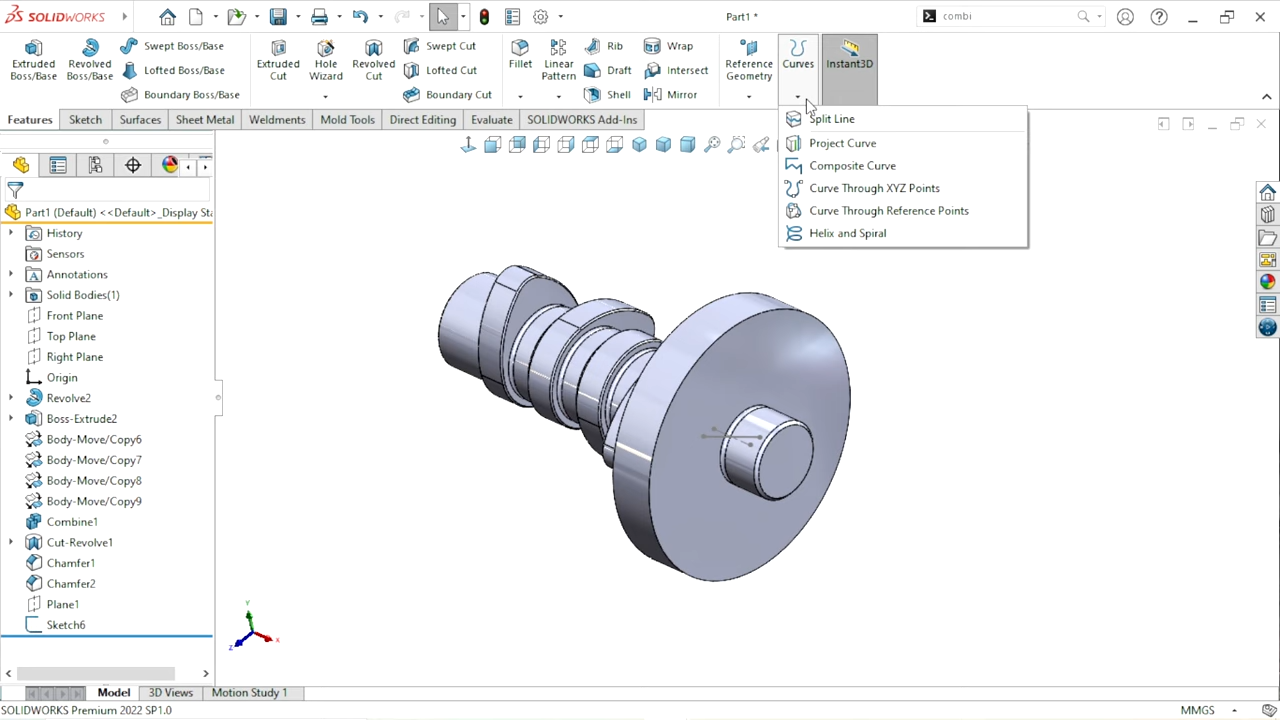 SOLIDWORKS
Part1 *
combi
Extruded Boss/Base
Revolved Boss/Base
Swept Boss/Base
Lofted Boss/Base
Boundary Boss/Base
Extruded Cut
Hole Wizard
Revolved Cut
Swept Cut
Lofted Cut
Boundary Cut
Fillet
Linear Pattern
Rib
Draft
Shell
Wrap
Intersect
Mirror
Reference Geometry
Curves
Instant3D
Features
Sketch
Surfaces
Sheet Metal
Weldments
Mold Tools
Direct Editing
Evaluate
SOLIDWORKS Add-Ins
Split Line
Project Curve
Composite Curve
Curve Through XYZ Points
Curve Through Reference Points
Helix and Spiral
Part1 (Default) <<Default>_Display Sta
History
Sensors
Annotations
Solid Bodies(1)
Front Plane
Top Plane
Right Plane
Origin
Revolve2
Boss-Extrude2
Body-Move/Copy6
Body-Move/Copy7
Body-Move/Copy8
Body-Move/Copy9
Combine1
Cut-Revolve1
Chamfer1
Chamfer2
Plane1
Sketch6
Y
X
Z
Model
3D Views
Motion Study 1
SOLIDWORKS Premium 2022 SP1.0
MMGS